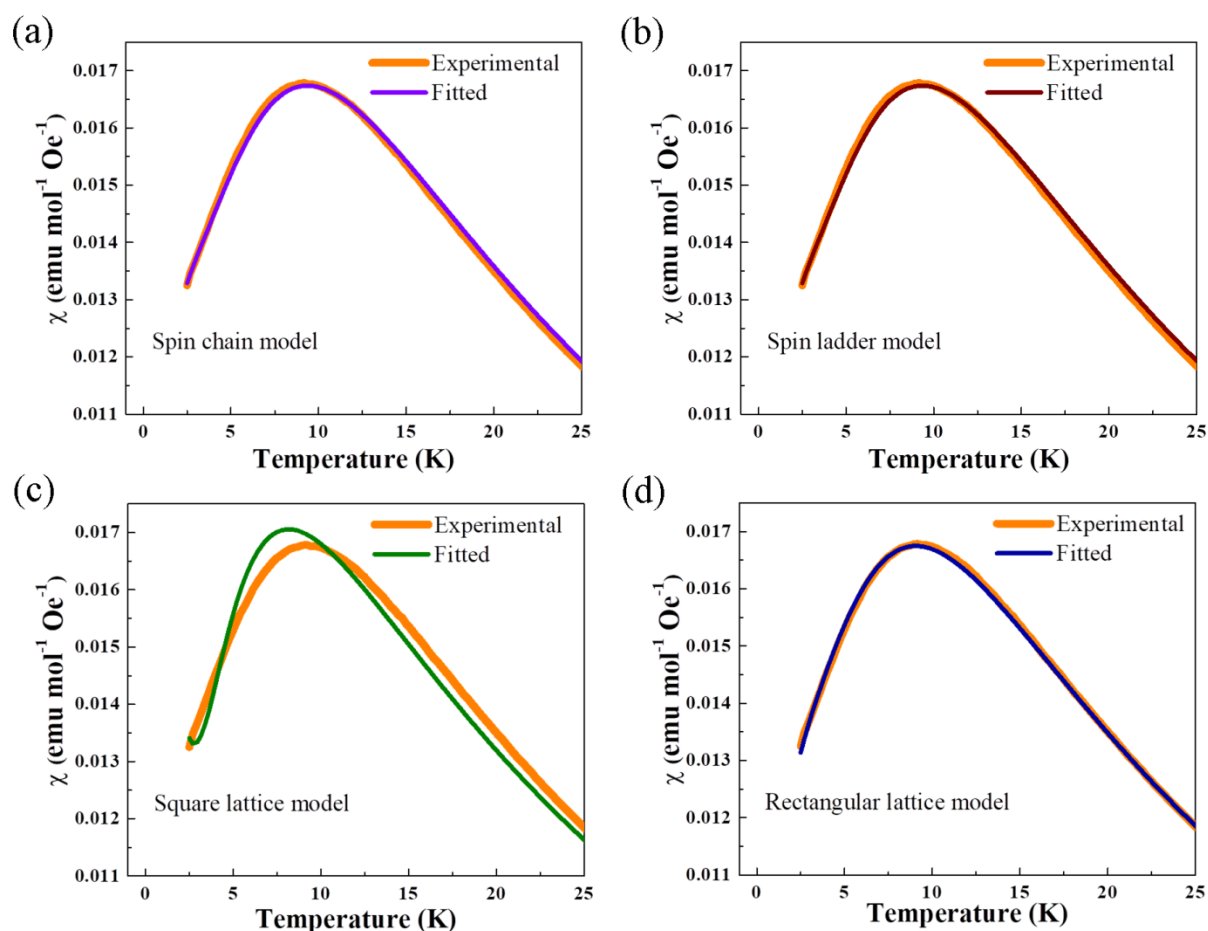 (a)
Experimental
Fitted
χ (emu mol⁻¹ Oe⁻¹)
0.017
0.016
0.015
0.014
0.013
0.012
0.011
Spin chain model
0 5 10 15 20 25
Temperature (K)
(b)
Experimental
Fitted
χ (emu mol⁻¹ Oe⁻¹)
0.017
0.016
0.015
0.014
0.013
0.012
0.011
Spin ladder model
0 5 10 15 20 25
Temperature (K)
(c)
Experimental
Fitted
χ (emu mol⁻¹ Oe⁻¹)
0.017
0.016
0.015
0.014
0.013
0.012
0.011
Square lattice model
0 5 10 15 20 25
Temperature (K)
(d)
Experimental
Fitted
χ (emu mol⁻¹ Oe⁻¹)
0.017
0.016
0.015
0.014
0.013
0.012
0.011
Rectangular lattice model
0 5 10 15 20 25
Temperature (K)